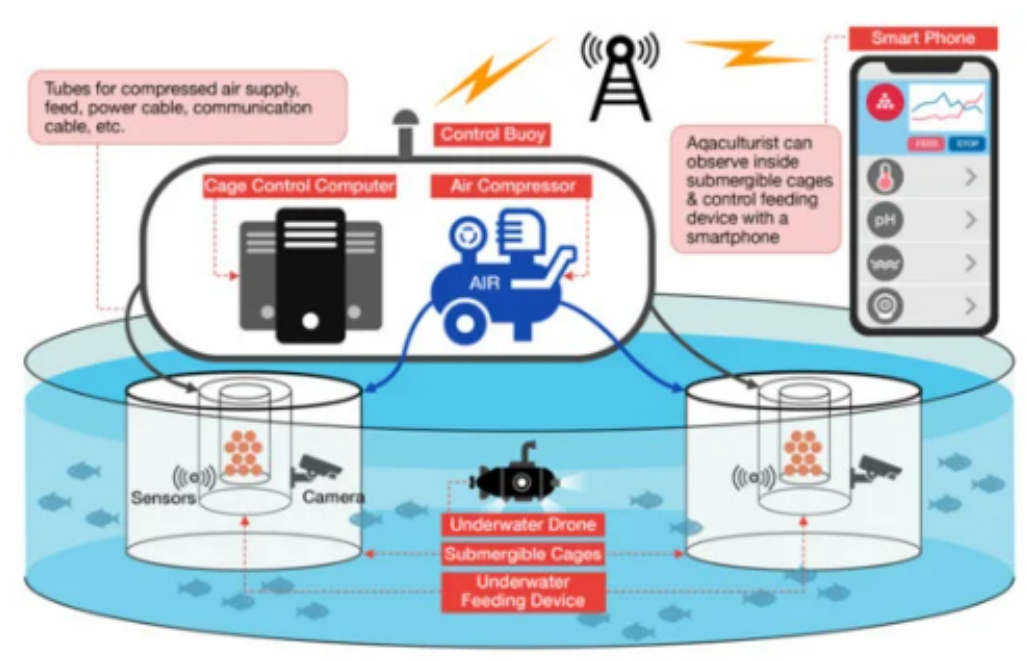 Smart Phone
Tubes for compressed air supply,
feed, power cable, communication
cable, etc.
Control Buoy
Cage Control Computer
Air Compressor
AIR
Aqaculturist can
observe inside
submergible cages
& control feeding
device with a
smartphone
FEED
STOP
pH
Sensors
Camera
Underwater Drone
Submergible Cages
Underwater
Feeding Device